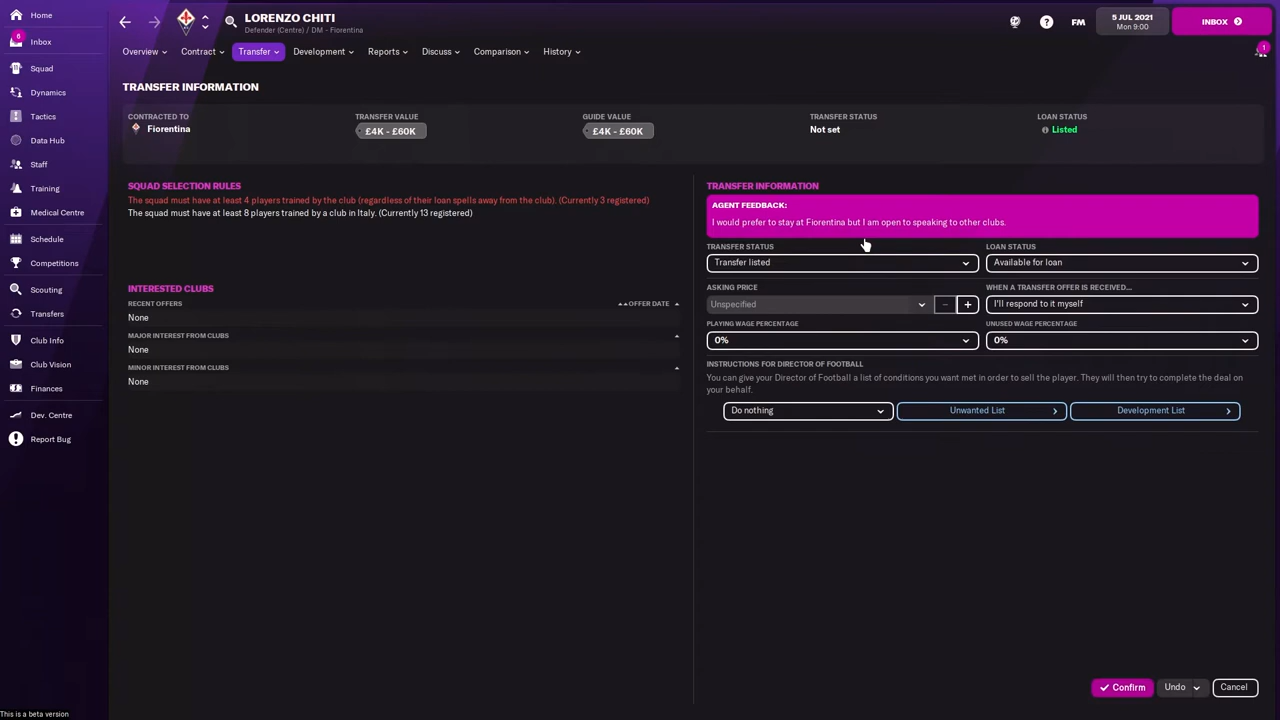 Home
6
Inbox
Squad
Dynamics
Tactics
Data Hub
Staff
Training
Medical Centre
Schedule
Competitions
Scouting
Transfers
Club Info
Club Vision
Finances
Dev. Centre
Report Bug
This is a beta version
LORENZO CHITI
Defender (Centre) / DM - Fiorentina
?
FM
5 JUL 2021
MON 9:00
INBOX
1
Overview
Contract
Transfer
Development
Reports
Discuss
Comparison
History
TRANSFER INFORMATION
CONTRACTED TO
Fiorentina
TRANSFER VALUE
£4K - £60K
GUIDE VALUE
£4K - £60K
TRANSFER STATUS
Not set
LOAN STATUS
Listed
SQUAD SELECTION RULES
The squad must have at least 4 players trained by the club (regardless of their loan spells away from the club). (Currently 3 registered)
The squad must have at least 8 players trained by a club in Italy. (Currently 13 registered)
INTERESTED CLUBS
RECENT OFFERS
OFFER DATE
None
MAJOR INTEREST FROM CLUBS
None
MINOR INTEREST FROM CLUBS
None
TRANSFER INFORMATION
AGENT FEEDBACK:
I would prefer to stay at Fiorentina but I am open to speaking to other clubs.
TRANSFER STATUS
Transfer listed
LOAN STATUS
Available for loan
ASKING PRICE
Unspecified
- +
WHEN A TRANSFER OFFER IS RECEIVED...
I'll respond to it myself
PLAYING WAGE PERCENTAGE
0%
UNUSED WAGE PERCENTAGE
0%
INSTRUCTIONS FOR DIRECTOR OF FOOTBALL
You can give your Director of Football a list of conditions you want met in order to sell the player. They will then try to complete the deal on
your behalf.
Do nothing
Unwanted List
Development List
Confirm
Undo
Cancel